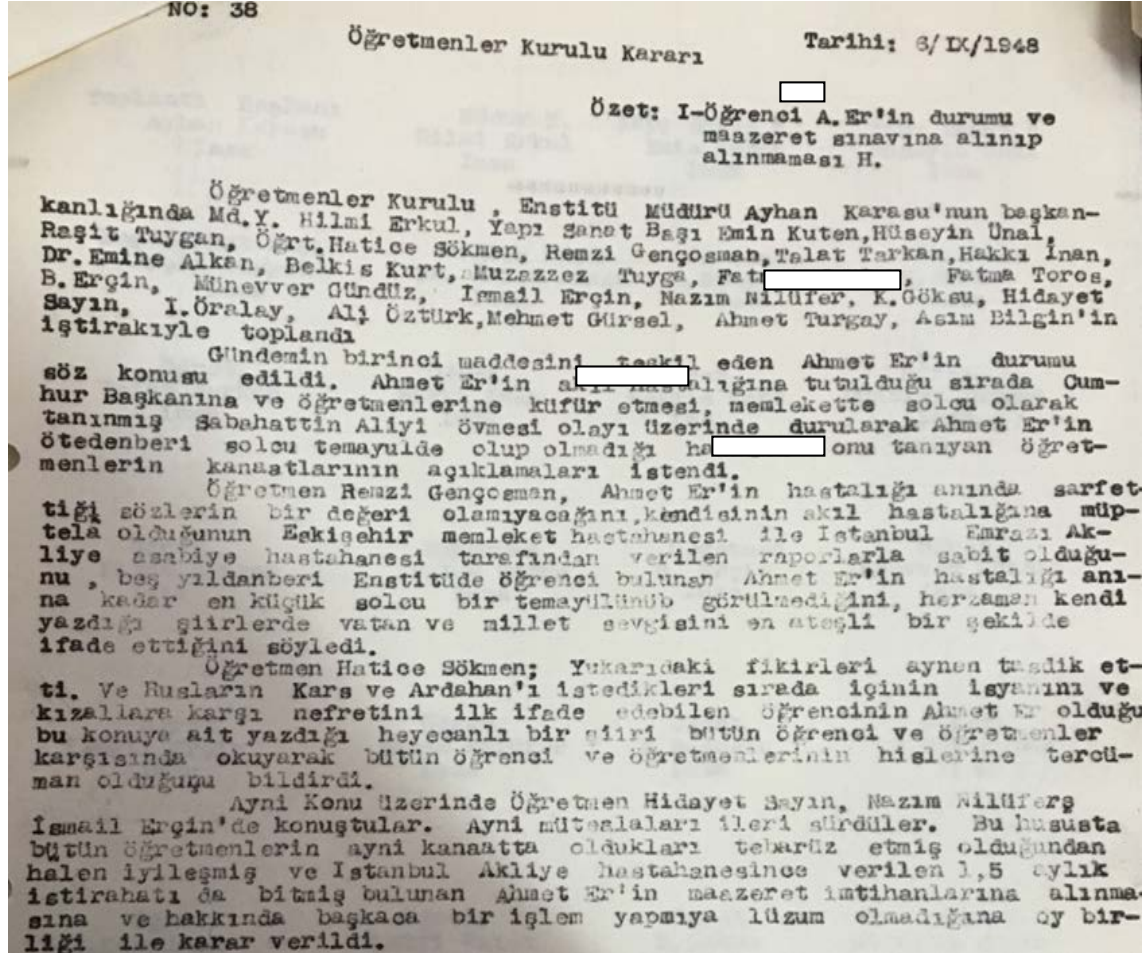 NO: 38
Öğretmenler Kurulu Kararı Tarihi: 6/IX/1948
Özet: I-Öğrenci A.Er'in durumu ve
maazeret sınavına alınıp
alınmaması H.
Öğretmenler Kurulu , Enstitü Müdürü Ayhan Karasu'nun başkan-
kanlığında Md.Y. Hilmi Erkul, Yapı Sanat Başı Emin Kuten,Hüseyin Ünal,
Raşit Tuygan, Öğrt.Hatice Sökmen, Remzi Gençosman,Talat Tarkan,Hakkı İnan,
Dr.Emine Alkan, Belkis Kurt, Muzazzez Tuyga, Fatm , Fatma Toros,
B.Ergin, Münevver Gündüz, İsmail Ergin, Nazım Nilüfer, K.Göksu, Hidayet
Sayın, I.Öralay, Ali Öztürk,Mehmet Gürsel, Ahmet Turgay, Asım Bilgin'in
iştirakıyle toplandı
Gündemin birinci maddesini teşkil eden Ahmet Er'in durumu
söz konusu edildi. Ahmet Er'in akıl hastalığına tutulduğu sırada Cum-
hur Başkanına ve öğretmenlerine küfür etmesi, memlekette solcu olarak
tanınmış Sabahattin Aliyi övmesi olayı üzerinde durularak Ahmet Er'in
ötedenberi solcu temayulde olup olmadığı ha onu tanıyan öğret-
menlerin kanaatlarının açıklamaları istendi.
Öğretmen Remzi Gençosman, Ahmet Er'in hastalığı anında sarfet-
tiği sözlerin bir değeri olamıyacağını,kendisinin akıl hastalığına müp-
tela olduğunun Eskişehir memleket hastahanesi ile İstanbul Emrazı Ak-
liye asabiye hastahanesi tarafından verilen raporlarla sabit olduğu-
nu , beş yıldanberi Enstitüde öğrenci bulunan Ahmet Er'in hastalığı anı-
na kadar en küçük solcu bir temayülünüb görülmediğini, herzaman kendi
yazdığı şiirlerde vatan ve millet sevgisini en ateşli bir şekilde
ifade ettiğini söyledi.
Öğretmen Hatice Sökmen; Yukarıdaki fikirleri aynen tasdik et-
ti. Ve Rusların Kars ve Ardahan'ı istedikleri sırada içinin isyanını ve
kızallara karşı nefretini ilk ifade edebilen öğrencinin Ahmet Er olduğu
bu konuya ait yazdığı heyecanlı bir şiiri bütün öğrenci ve öğretmenler
karşısında okuyarak bütün öğrenci ve öğretmenlerinin hislerine tercü-
man olduğunu bildirdi.
Ayni Konu üzerinde Öğretmen Hidayet Sayın, Nazım Nilüferş
İsmail Ergin'de konuştular. Ayni mütealaları ileri sürdüler. Bu hususta
bütün öğretmenlerin ayni kanaatta oldukları tebarüz etmiş olduğundan
halen iyileşmiş ve İstanbul Akliye hastahanesince verilen 1,5 aylık
istirahatı da bitmiş bulunan Ahmet Er'in maazeret imtihanlarına alınma-
sına ve hakkında başkaca bir işlem yapmıya lüzum olmadığına oy bir-
liği ile karar verildi.